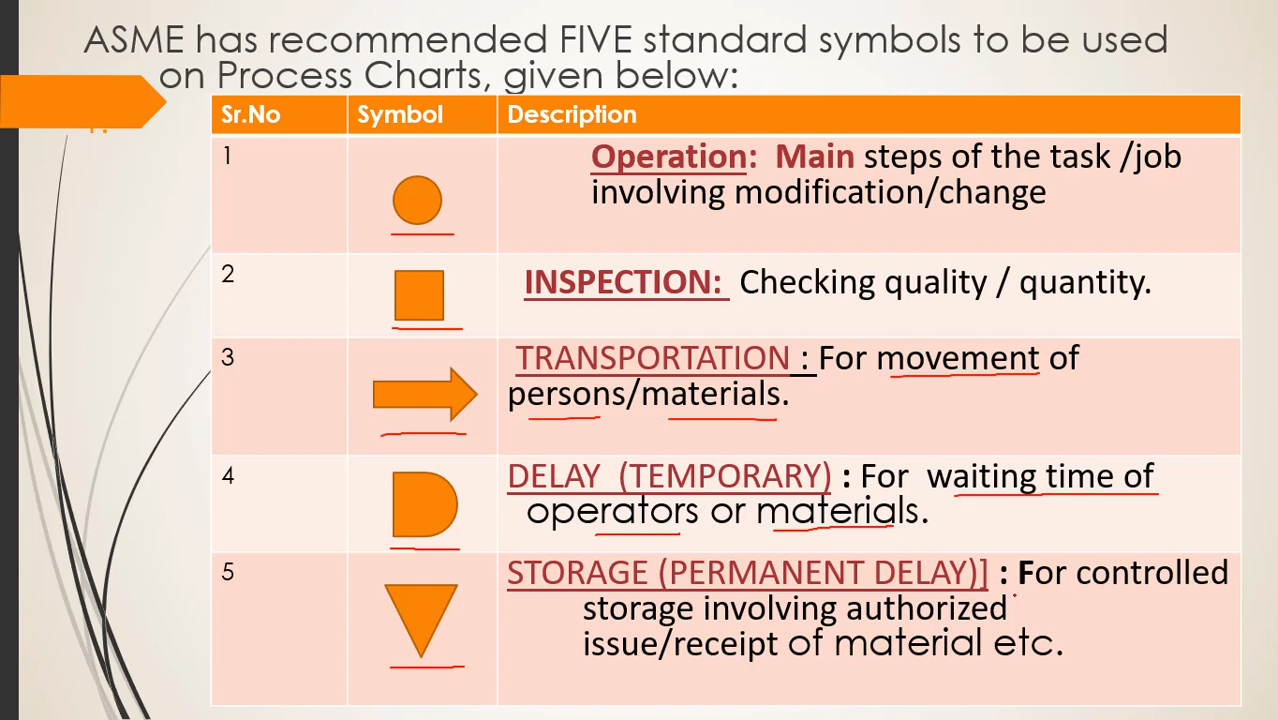 ASME has recommended FIVE standard symbols to be used
on Process Charts, given below:
Sr.No Symbol Description
1 Operation: Main steps of the task /job
involving modification/change
2 INSPECTION: Checking quality / quantity.
3 TRANSPORTATION : For movement of
persons/materials.
4 DELAY (TEMPORARY) : For waiting time of
operators or materials.
5 STORAGE (PERMANENT DELAY)] : For controlled
storage involving authorized
issue/receipt of material etc.